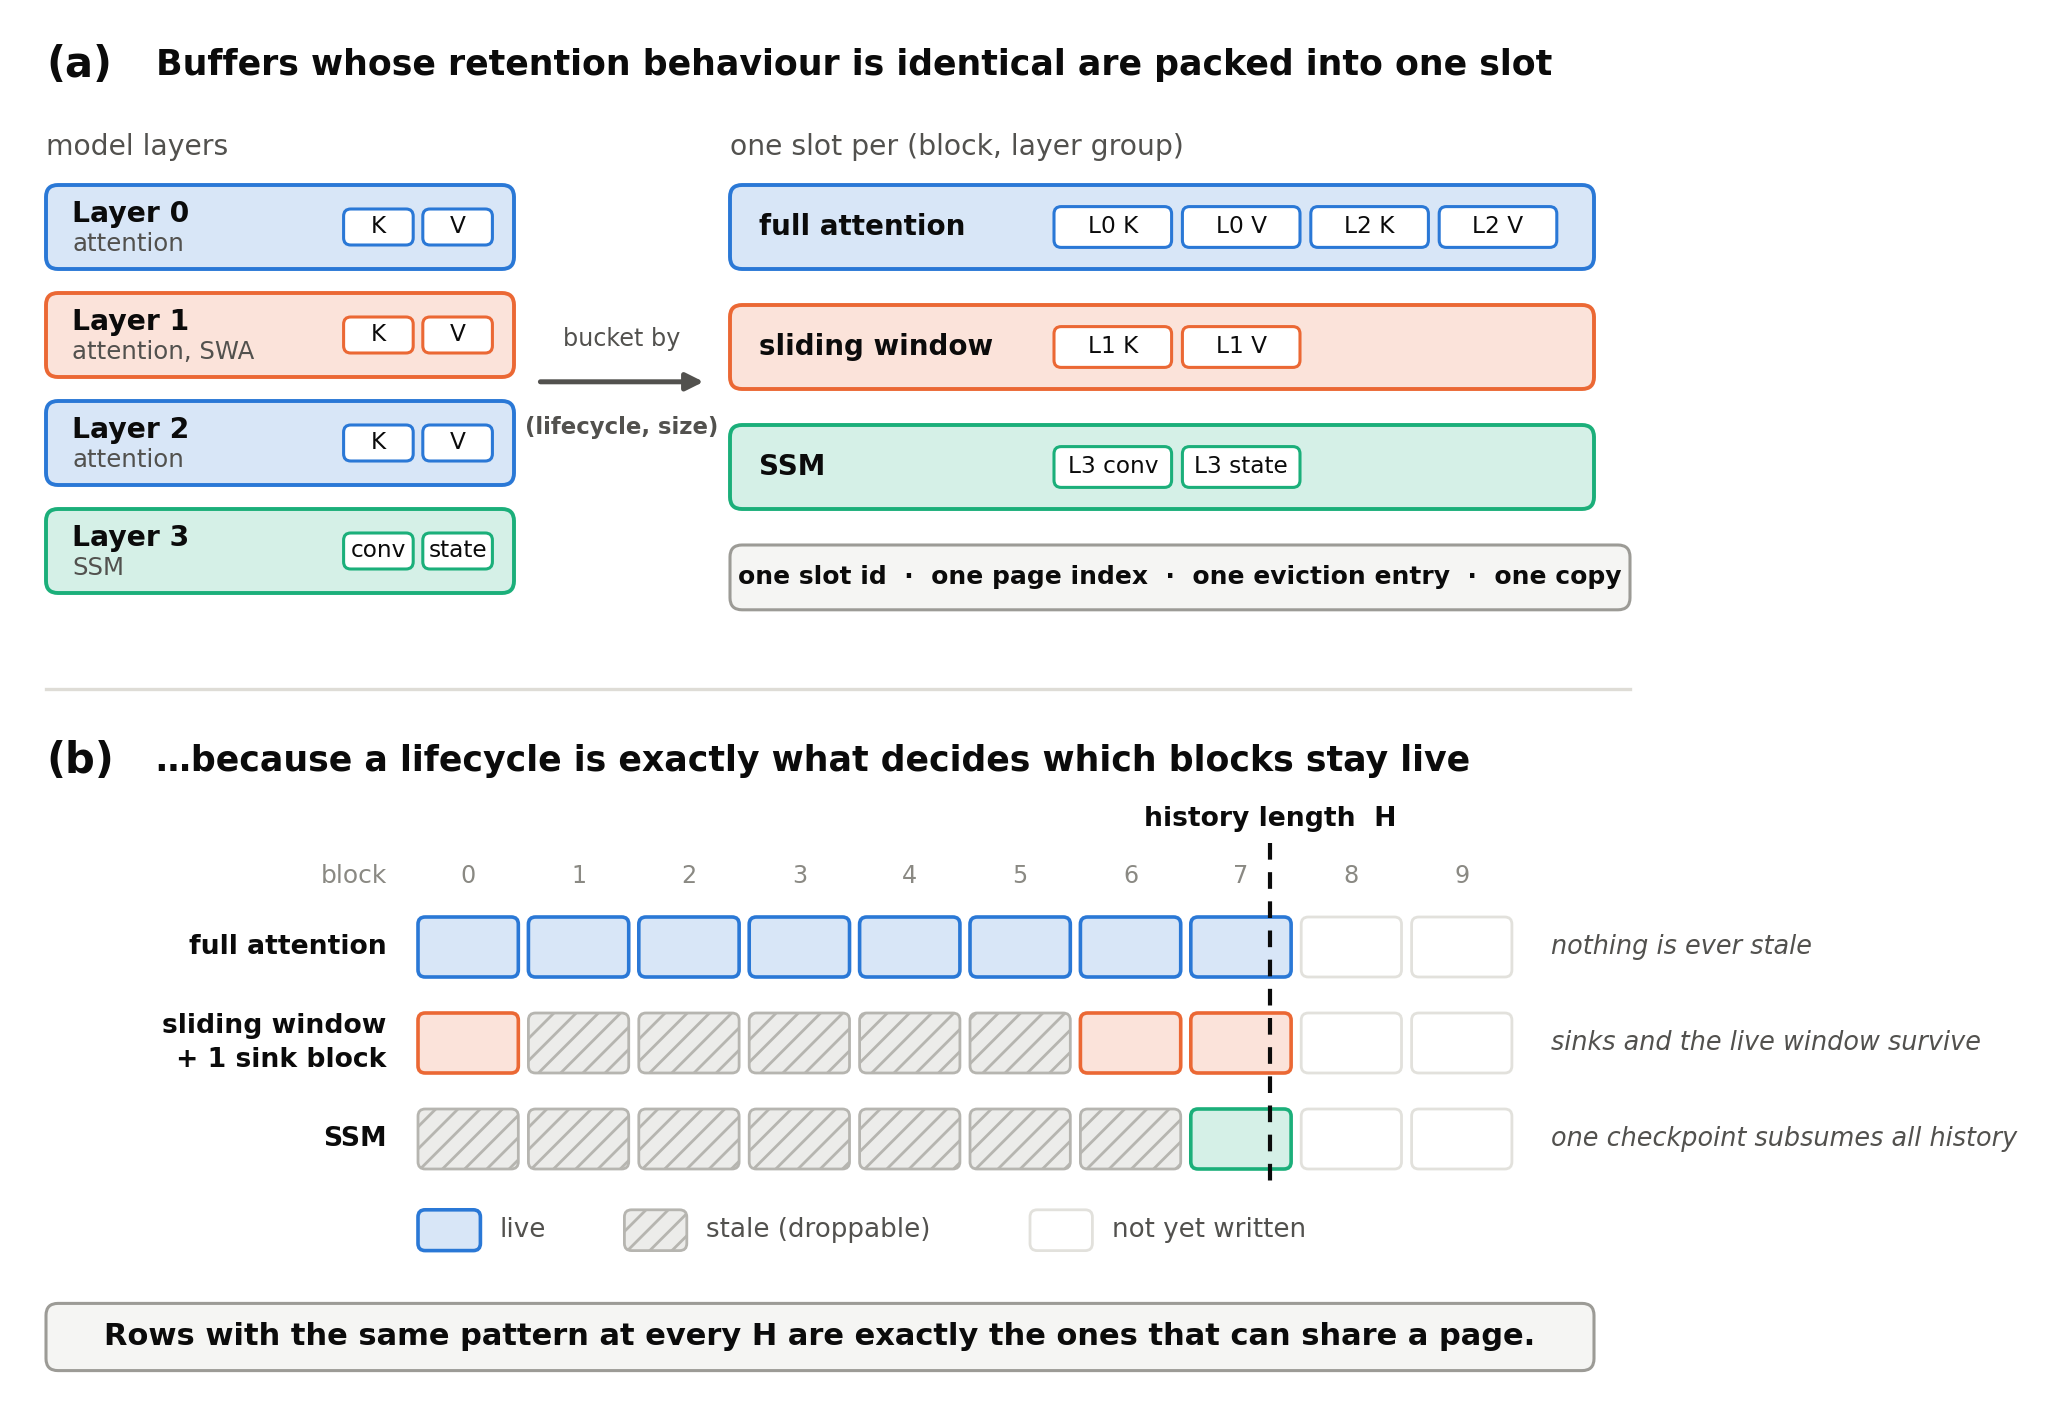 (a) Buffers whose retention behaviour is identical are packed into one slot
model layers
one slot per (block, layer group)
Layer 0
attention
K V
Layer 1
attention, SWA
K V
Layer 2
attention
K V
Layer 3
SSM
conv state
bucket by
(lifecycle, size)
full attention L0 K L0 V L2 K L2 V
sliding window L1 K L1 V
SSM L3 conv L3 state
one slot id · one page index · one eviction entry · one copy
(b) …because a lifecycle is exactly what decides which blocks stay live
history length H
block 0 1 2 3 4 5 6 7 8 9
full attention nothing is ever stale
sliding window
+ 1 sink block
sinks and the live window survive
SSM one checkpoint subsumes all history
live stale (droppable) not yet written
Rows with the same pattern at every H are exactly the ones that can share a page.